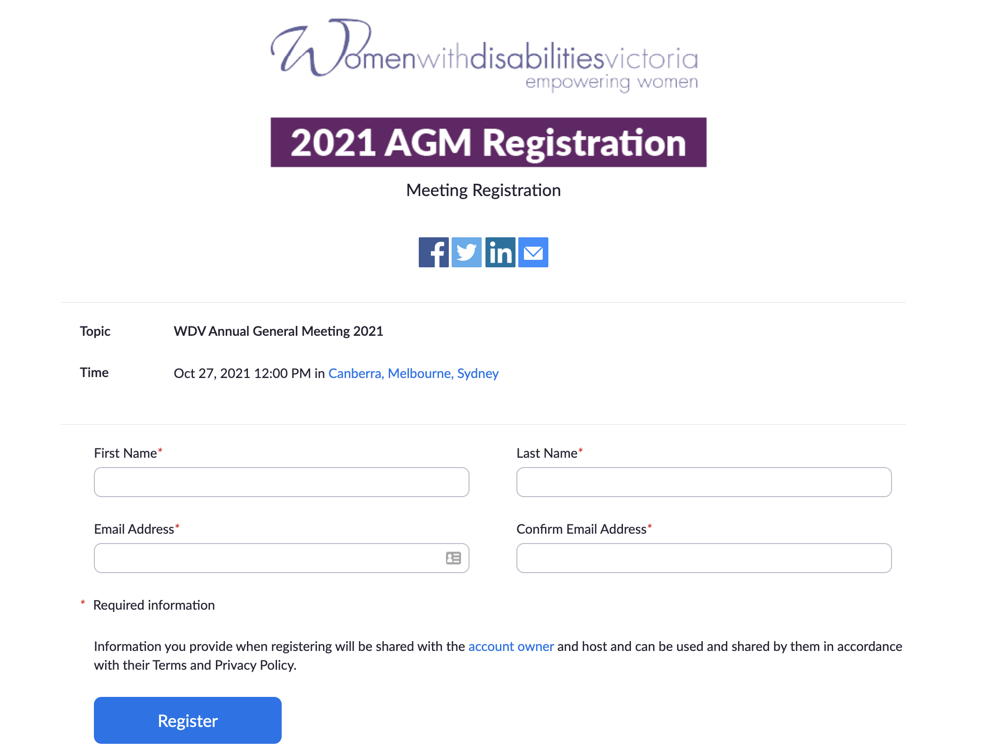 Womenwithdisabilitiesvictoria
empowering women
2021 AGM Registration
Meeting Registration
f in
Topic WDV Annual General Meeting 2021
Time Oct 27, 2021 12:00 PM in Canberra, Melbourne, Sydney
First Name* Last Name*
Email Address* Confirm Email Address*
* Required information
Information you provide when registering will be shared with the account owner and host and can be used and shared by them in accordance
with their Terms and Privacy Policy.
Register